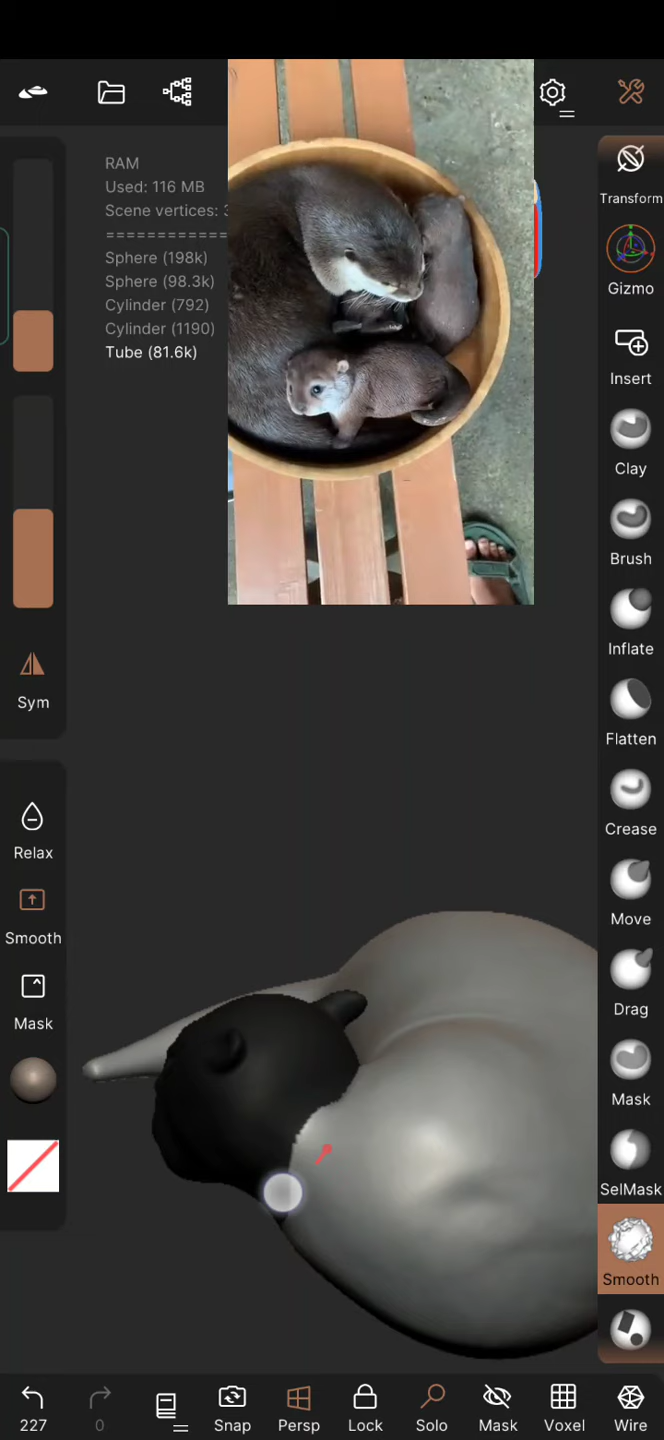 RAM
Used: 116 MB
Scene vertices:
====================
Sphere (198k)
Sphere (98.3k)
Cylinder (792)
Cylinder (1190)
Tube (81.6k)
Sym
Relax
Smooth
Mask
Transform
Gizmo
Insert
Clay
Brush
Inflate
Flatten
Crease
Move
Drag
Mask
SelMask
Smooth
227
0
Snap
Persp
Lock
Solo
Mask
Voxel
Wire